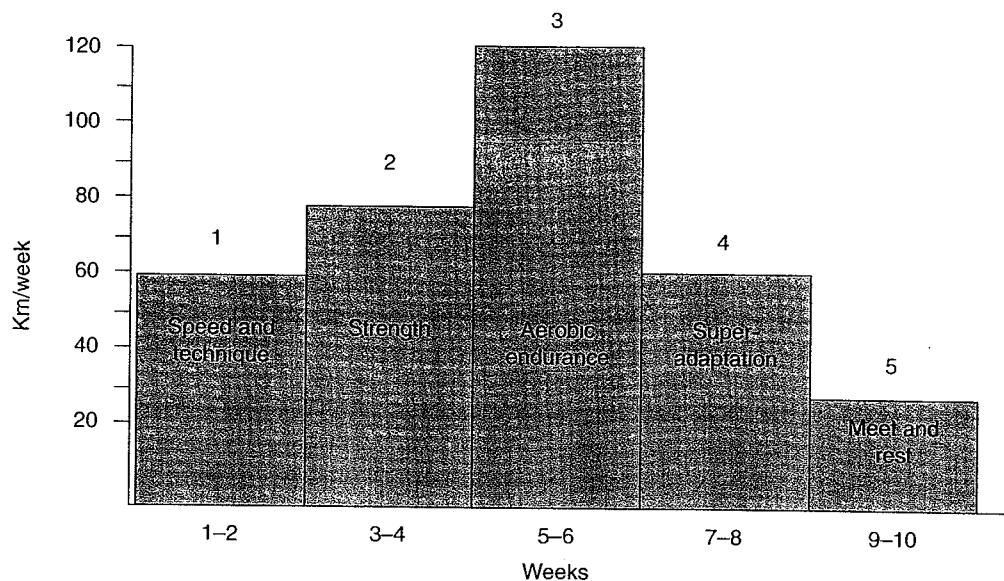 3
120
100
2
80
1
4
60
Km/week
Speed and
technique
Strength
Aerobic
endurance
Super-
adaptation
40
5
20
Meet and
rest
1–2
3–4
5–6
7–8
9–10
Weeks